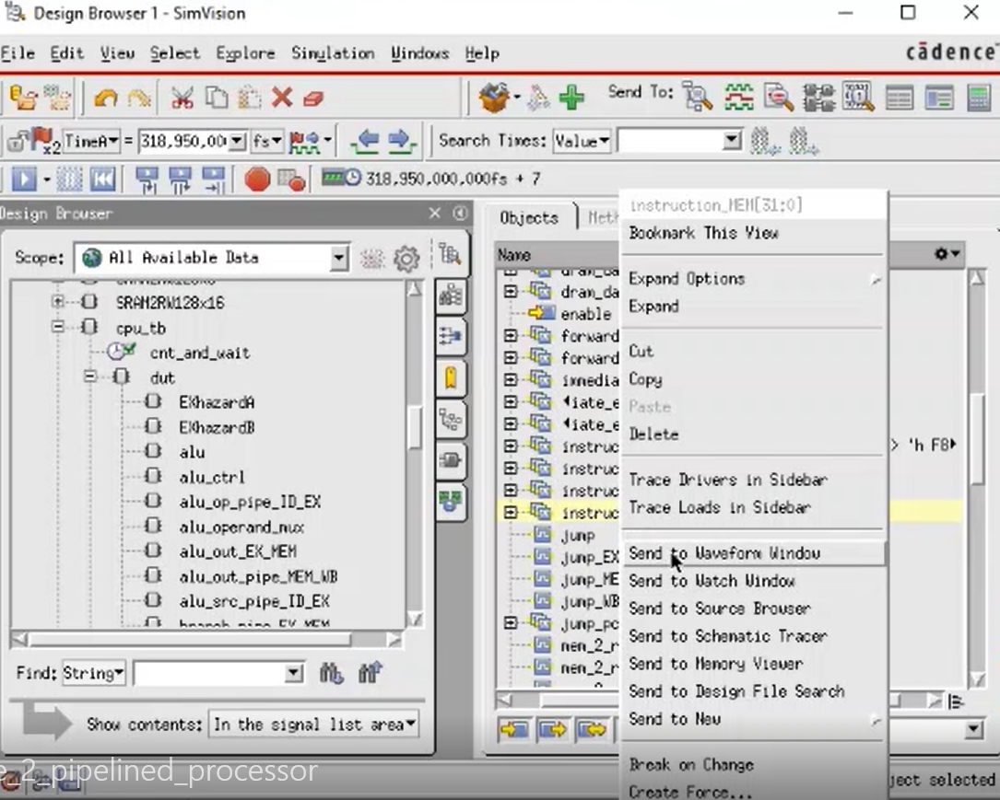 Design Browser 1 - SimVision
File Edit View Select Explore Simulation Windows Help
cādence
Send To:
x2 TimeA = 318,950,00 fs
Search Times: Value
318,950,000,000fs + 7
Design Browser
Scope: All Available Data
SRAM2RW128x16
cpu_tb
cnt_and_wait
dut
EXhazardA
EXhazardB
alu
alu_ctrl
alu_op_pipe_ID_EX
alu_operand_mux
alu_out_EX_MEM
alu_out_pipe_MEM_WB
alu_src_pipe_ID_EX
branch_pipe_EX_MEM
Find: String
Show contents: In the signal list area
Objects Meth
Name
dram_da
dram_da
enable
forward
forward
immedia
iate_e
iate_e
instruc
'h F8
instruc
instruc
instruc
jump
jump_EX
jump_ME
jump_WB
jump_pc
mem_2_r
mem_2_r
instruction_MEM[31:0]
Bookmark This View
Expand Options
Expand
Cut
Copy
Paste
Delete
Trace Drivers in Sidebar
Trace Loads in Sidebar
Send to Waveform Window
Send to Watch Window
Send to Source Browser
Send to Schematic Tracer
Send to Memory Viewer
Send to Design File Search
Send to New
Break on Change
Create Force...
e_2_pipelined_processor
ject selected